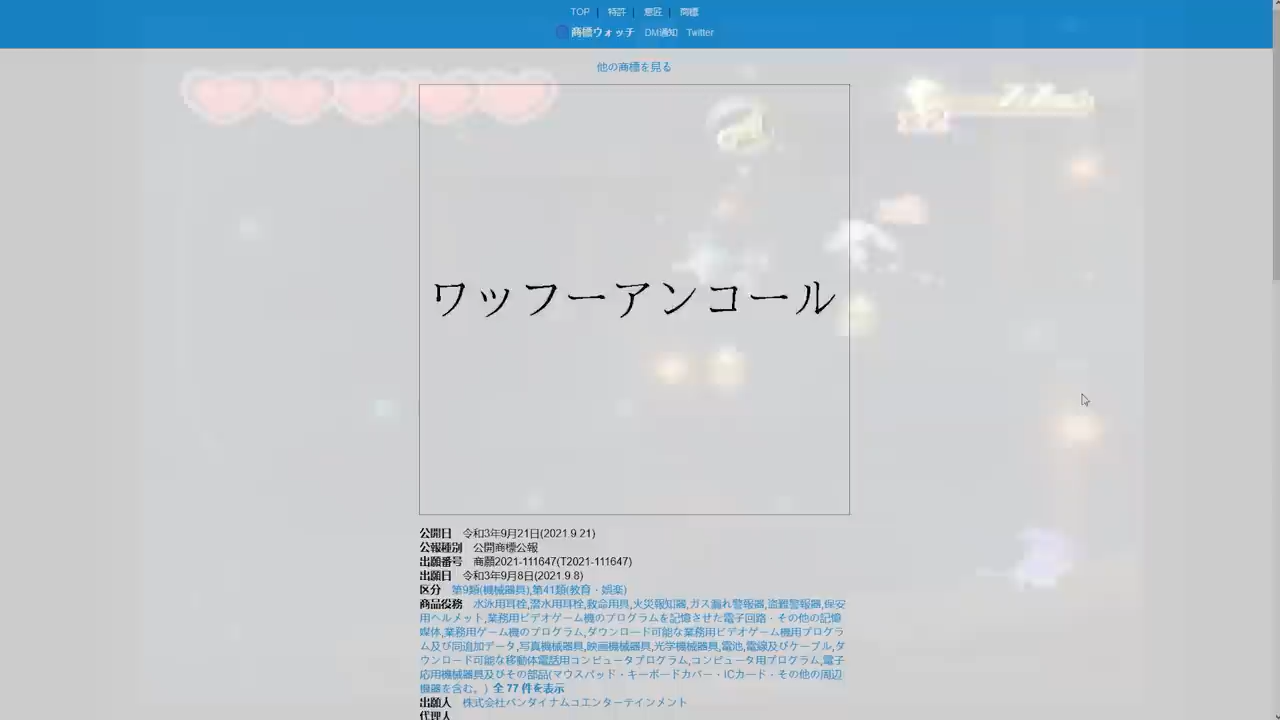 TOP | 特許 | 意匠 | 商標
商標ウォッチ DM通知 Twitter
他の商標を見る
ワッフーアンコール
公開日 令和3年9月21日(2021.9.21)
公報種別 公開商標公報
出願番号 商願2021-111647(T2021-111647)
出願日 令和3年9月8日(2021.9.8)
区分 第9類(機械器具),第41類(教育・娯楽)
商品役務 水泳用耳栓,潜水用耳栓,救命用具,火災報知器,ガス漏れ警報器,盗難警報器,保安
用ヘルメット,業務用ビデオゲーム機のプログラムを記憶させた電子回路・その他の記憶
媒体,業務用ゲーム機のプログラム,ダウンロード可能な業務用ビデオゲーム機用プログラ
ム及び同追加データ,写真機械器具,映画機械器具,光学機械器具,電池,電線及びケーブル,ダ
ウンロード可能な移動体電話用コンピュータプログラム,コンピュータ用プログラム,電子
応用機械器具及びその部品(マウスパッド・キーボードカバー・ICカード・その他の周辺
機器を含む。) 全 77 件を表示
出願人 株式会社バンダイナムコエンターテインメント
代理人